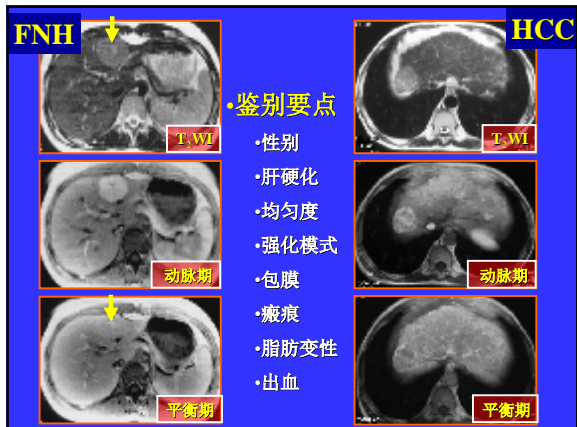 FNH
HCC
•鉴别要点
•性别
•肝硬化
•均匀度
•强化模式
•包膜
•瘢痕
•脂肪变性
•出血
T₂WI
动脉期
平衡期
T₂WI
动脉期
平衡期